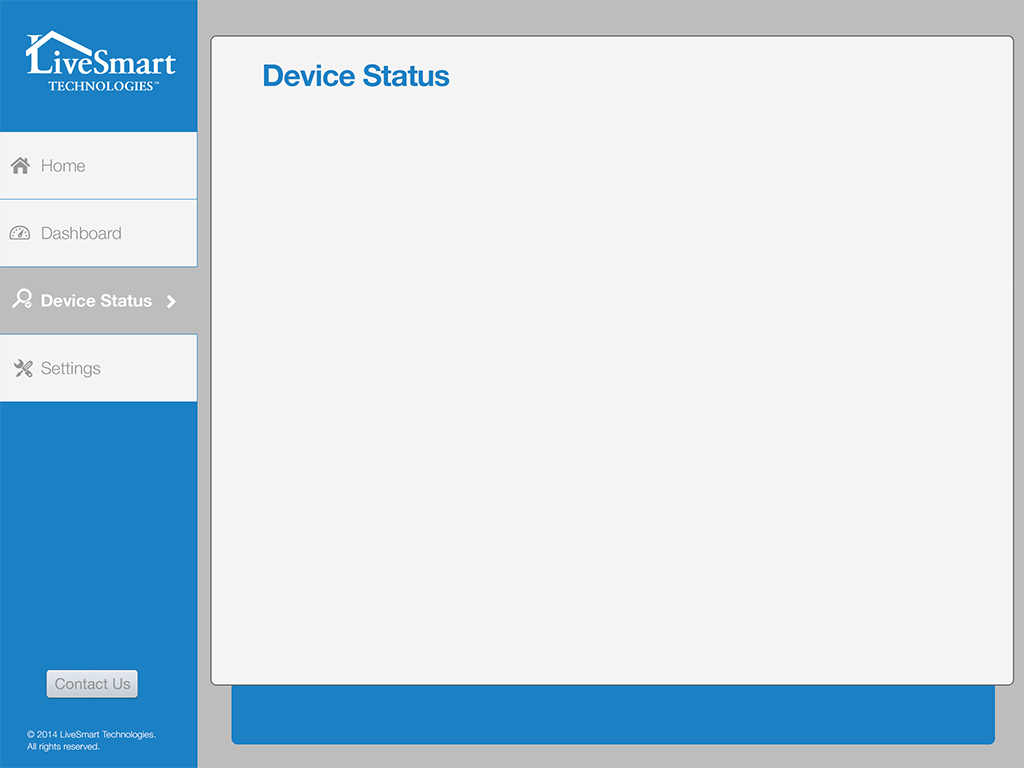 LiveSmart
TECHNOLOGIES™
Device Status
Home
Dashboard
Device Status
Settings
Contact Us
© 2014 LiveSmart Technologies.
All rights reserved.